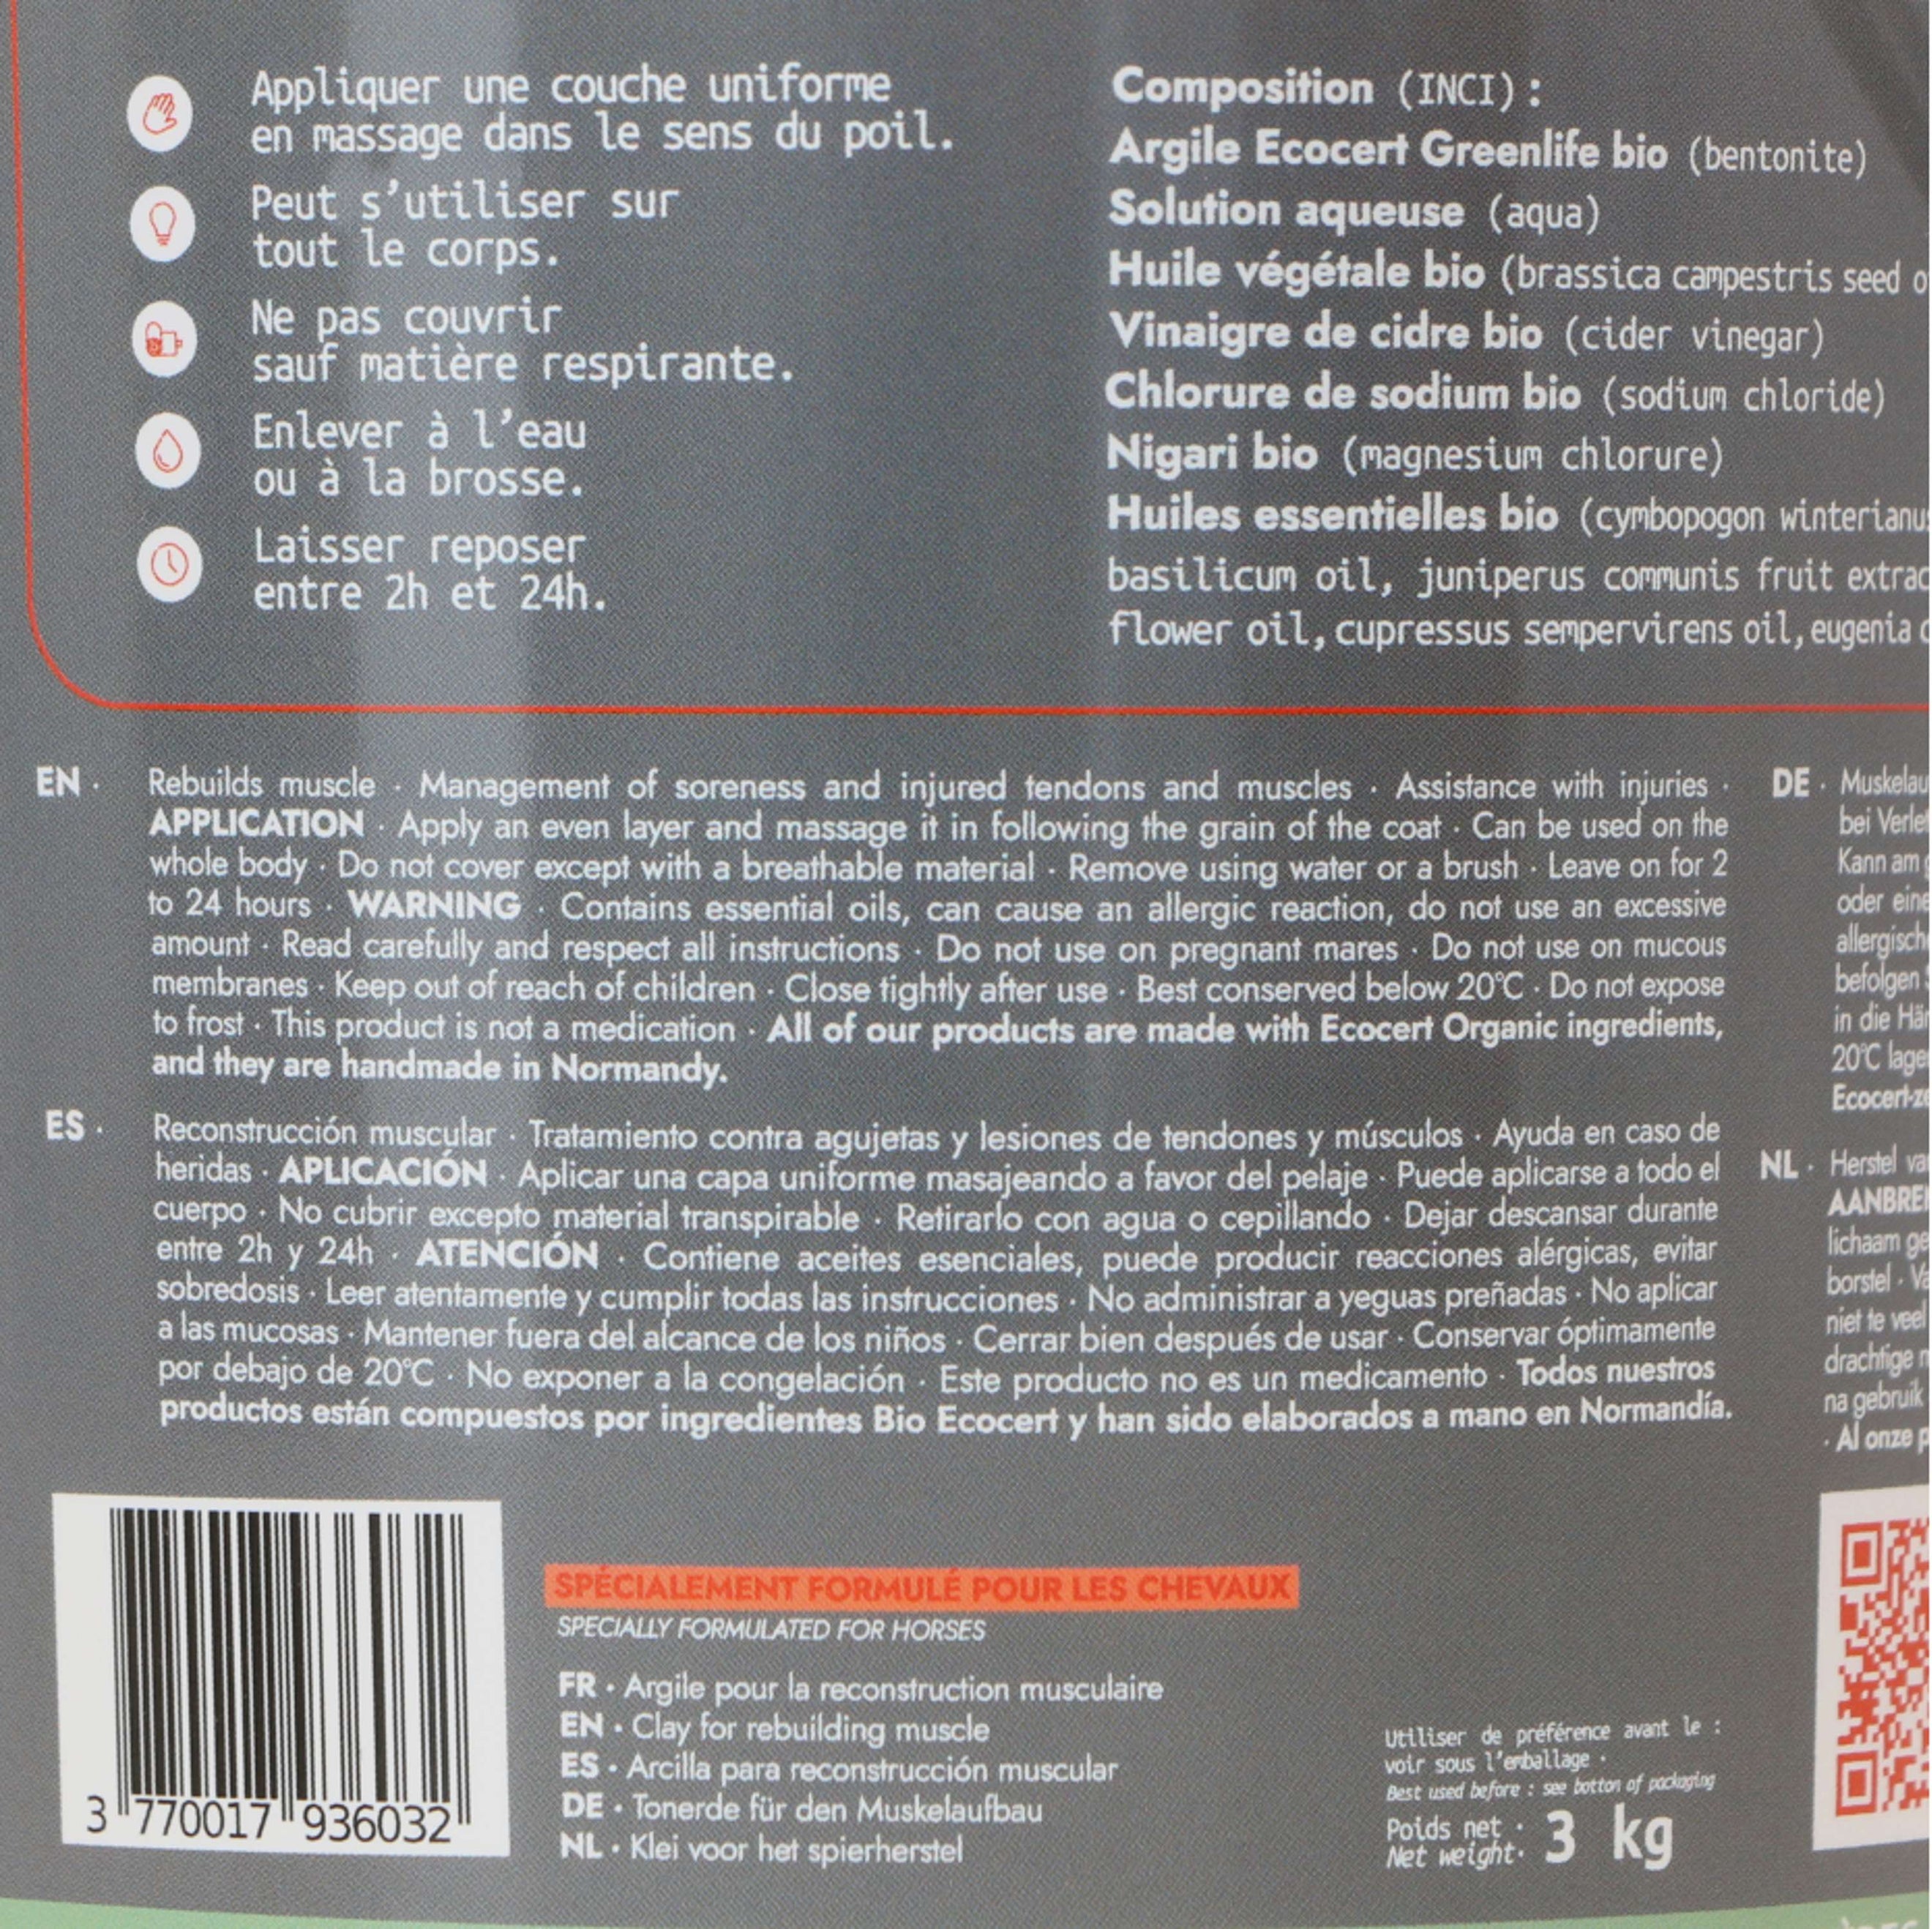 Appliquer une couche uniforme
en massage dans le sens du poil.
Peut s'utiliser sur
tout le corps.
Ne pas couvrir
sauf matière respirante.
Enlever à l'eau
ou à la brosse.
Laisser reposer
entre 2h et 24h.
Composition (INCI) :
Argile Ecocert Greenlife bio (bentonite)
Solution aqueuse (aqua)
Huile végétale bio (brassica campestris seed
Vinaigre de cidre bio (cider vinegar)
Chlorure de sodium bio (sodium chloride)
Nigari bio (magnesium chlorure)
Huiles essentielles bio (cymbopogon
basilicum oil, juniperus communis fruit
flower oil, cupressus sempervirens oil, eugenia
EN · Rebuilds muscle · Management of soreness and injured tendons and muscles · Assistance with injuries ·
APPLICATION · Apply an even layer and massage it in following the grain of the coat · Can be used on the
whole body · Do not cover except with a breathable material · Remove using water or a brush · Leave on for 2
to 24 hours · WARNING · Contains essential oils, can cause an allergic reaction, do not use an excessive
amount · Read carefully and respect all instructions · Do not use on pregnant mares · Do not use on mucous
membranes · Keep out of reach of children · Close tightly after use · Best conserved below 20°C · Do not expose
to frost · This product is not a medication · All of our products are made with Ecocert Organic ingredients,
and they are handmade in Normandy.
ES · Reconstrucción muscular · Tratamiento contra agujetas y lesiones de tendones y músculos · Ayuda en caso de
heridas · APLICACIÓN · Aplicar una capa uniforme masajeando a favor del pelaje · Puede aplicarse a todo el
cuerpo · No cubrir excepto material transpirable · Retirarlo con agua o cepillando · Dejar descansar durante
entre 2h y 24h · ATENCIÓN · Contiene aceites esenciales, puede producir reacciones alérgicas, evitar
sobredosis · Leer atentamente y cumplir todas las instrucciones · No administrar a yeguas preñadas · No aplicar
a las mucosas · Mantener fuera del alcance de los niños · Cerrar bien después de usar · Conservar óptimamente
por debajo de 20°C · No exponer a la congelación · Este producto no es un medicamento · Todos nuestros
productos están compuestos por ingredientes Bio Ecocert y han sido elaborados a mano en Normandía.
DE ·
bei
Kann am
oder
befolgen
in die
20°C
NL · Herstel
lichaam
borstel ·
niet te veel
drachtige
na gebruik
· Al onze
3 770017 936032
SPÉCIALEMENT FORMULÉ POUR LES CHEVAUX
SPECIALLY FORMULATED FOR HORSES
FR · Argile pour la reconstruction musculaire
EN · Clay for rebuilding muscle
ES · Arcilla para reconstrucción muscular
DE · Tonerde für den Muskelaufbau
NL · Klei voor het spierherstel
Utiliser de préférence avant le :
voir sous l'emballage ·
Best used before : see botton of packaging
Poids net · 3 kg
Net weight·